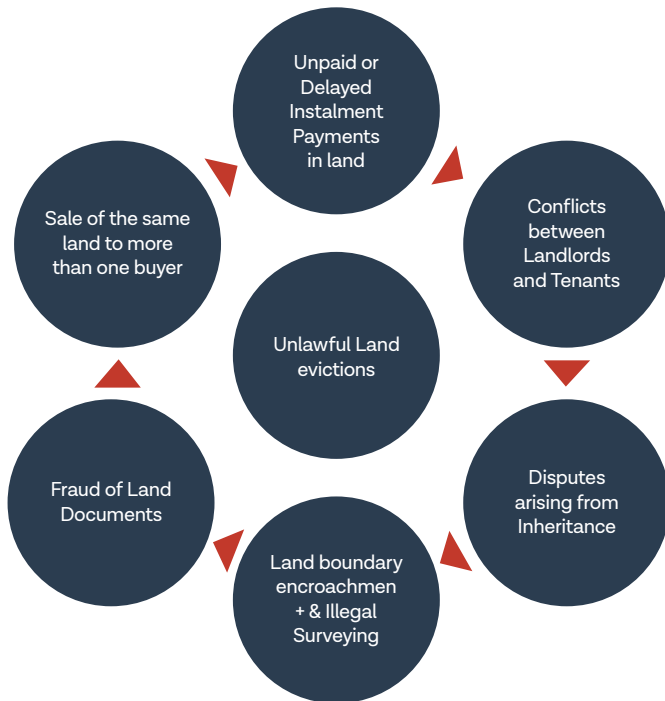 Unpaid or
Delayed
Instalment
Payments
in land
Conflicts
between
Landlords
and Tenants
Disputes
arising from
Inheritance
Land boundary
encroachmen
+ & Illegal
Surveying
Fraud of Land
Documents
Sale of the same
land to more
than one buyer
Unlawful Land
evictions